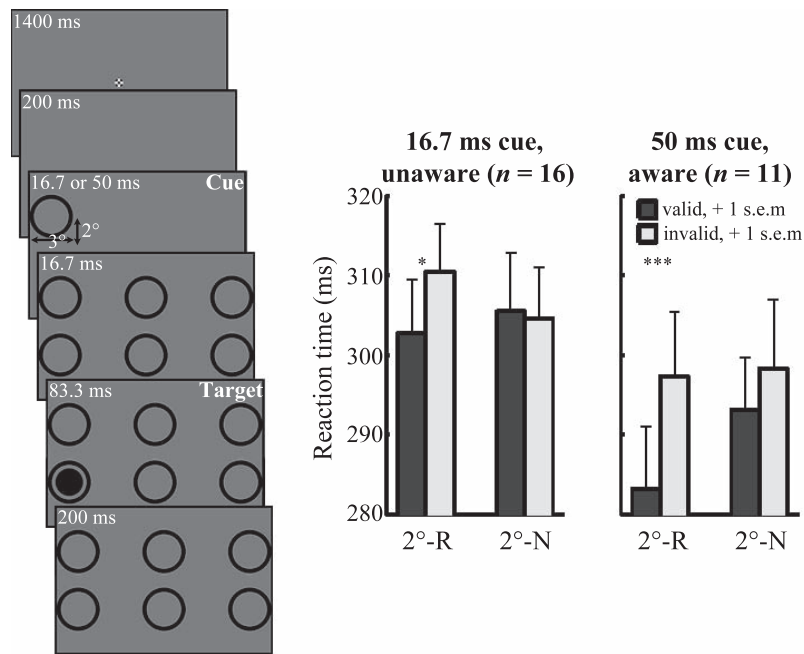 1400 ms
200 ms
16.7 or 50 ms Cue
2°
3°
16.7 ms
83.3 ms Target
200 ms
16.7 ms cue,
unaware (n = 16)
50 ms cue,
aware (n = 11)
320
310
300
290
280
Reaction time (ms)
*
2°-R 2°-N
valid, + 1 s.e.m
invalid, + 1 s.e.m
***
2°-R 2°-N